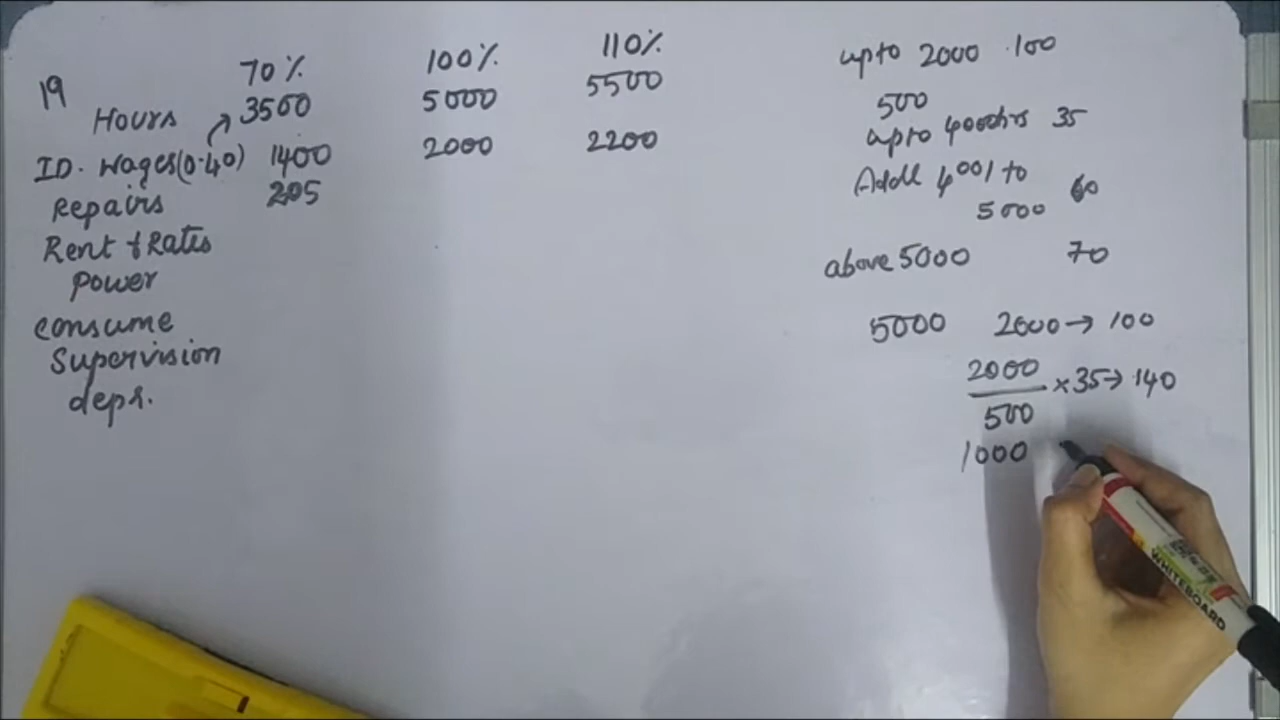 19
70% 100% 110%
Hours 3500 5000 5500
ID. wages(0.40) 1400 2000 2200
Repairs 205
Rent & Rates
Power
consume
Supervision
depr.
upto 2000 100
500
upto 4000hrs 35
Addl 4001 to
5000 60
above 5000 70
5000 2000→ 100
2000
500
×35→ 140
1000
WHITEBOARD